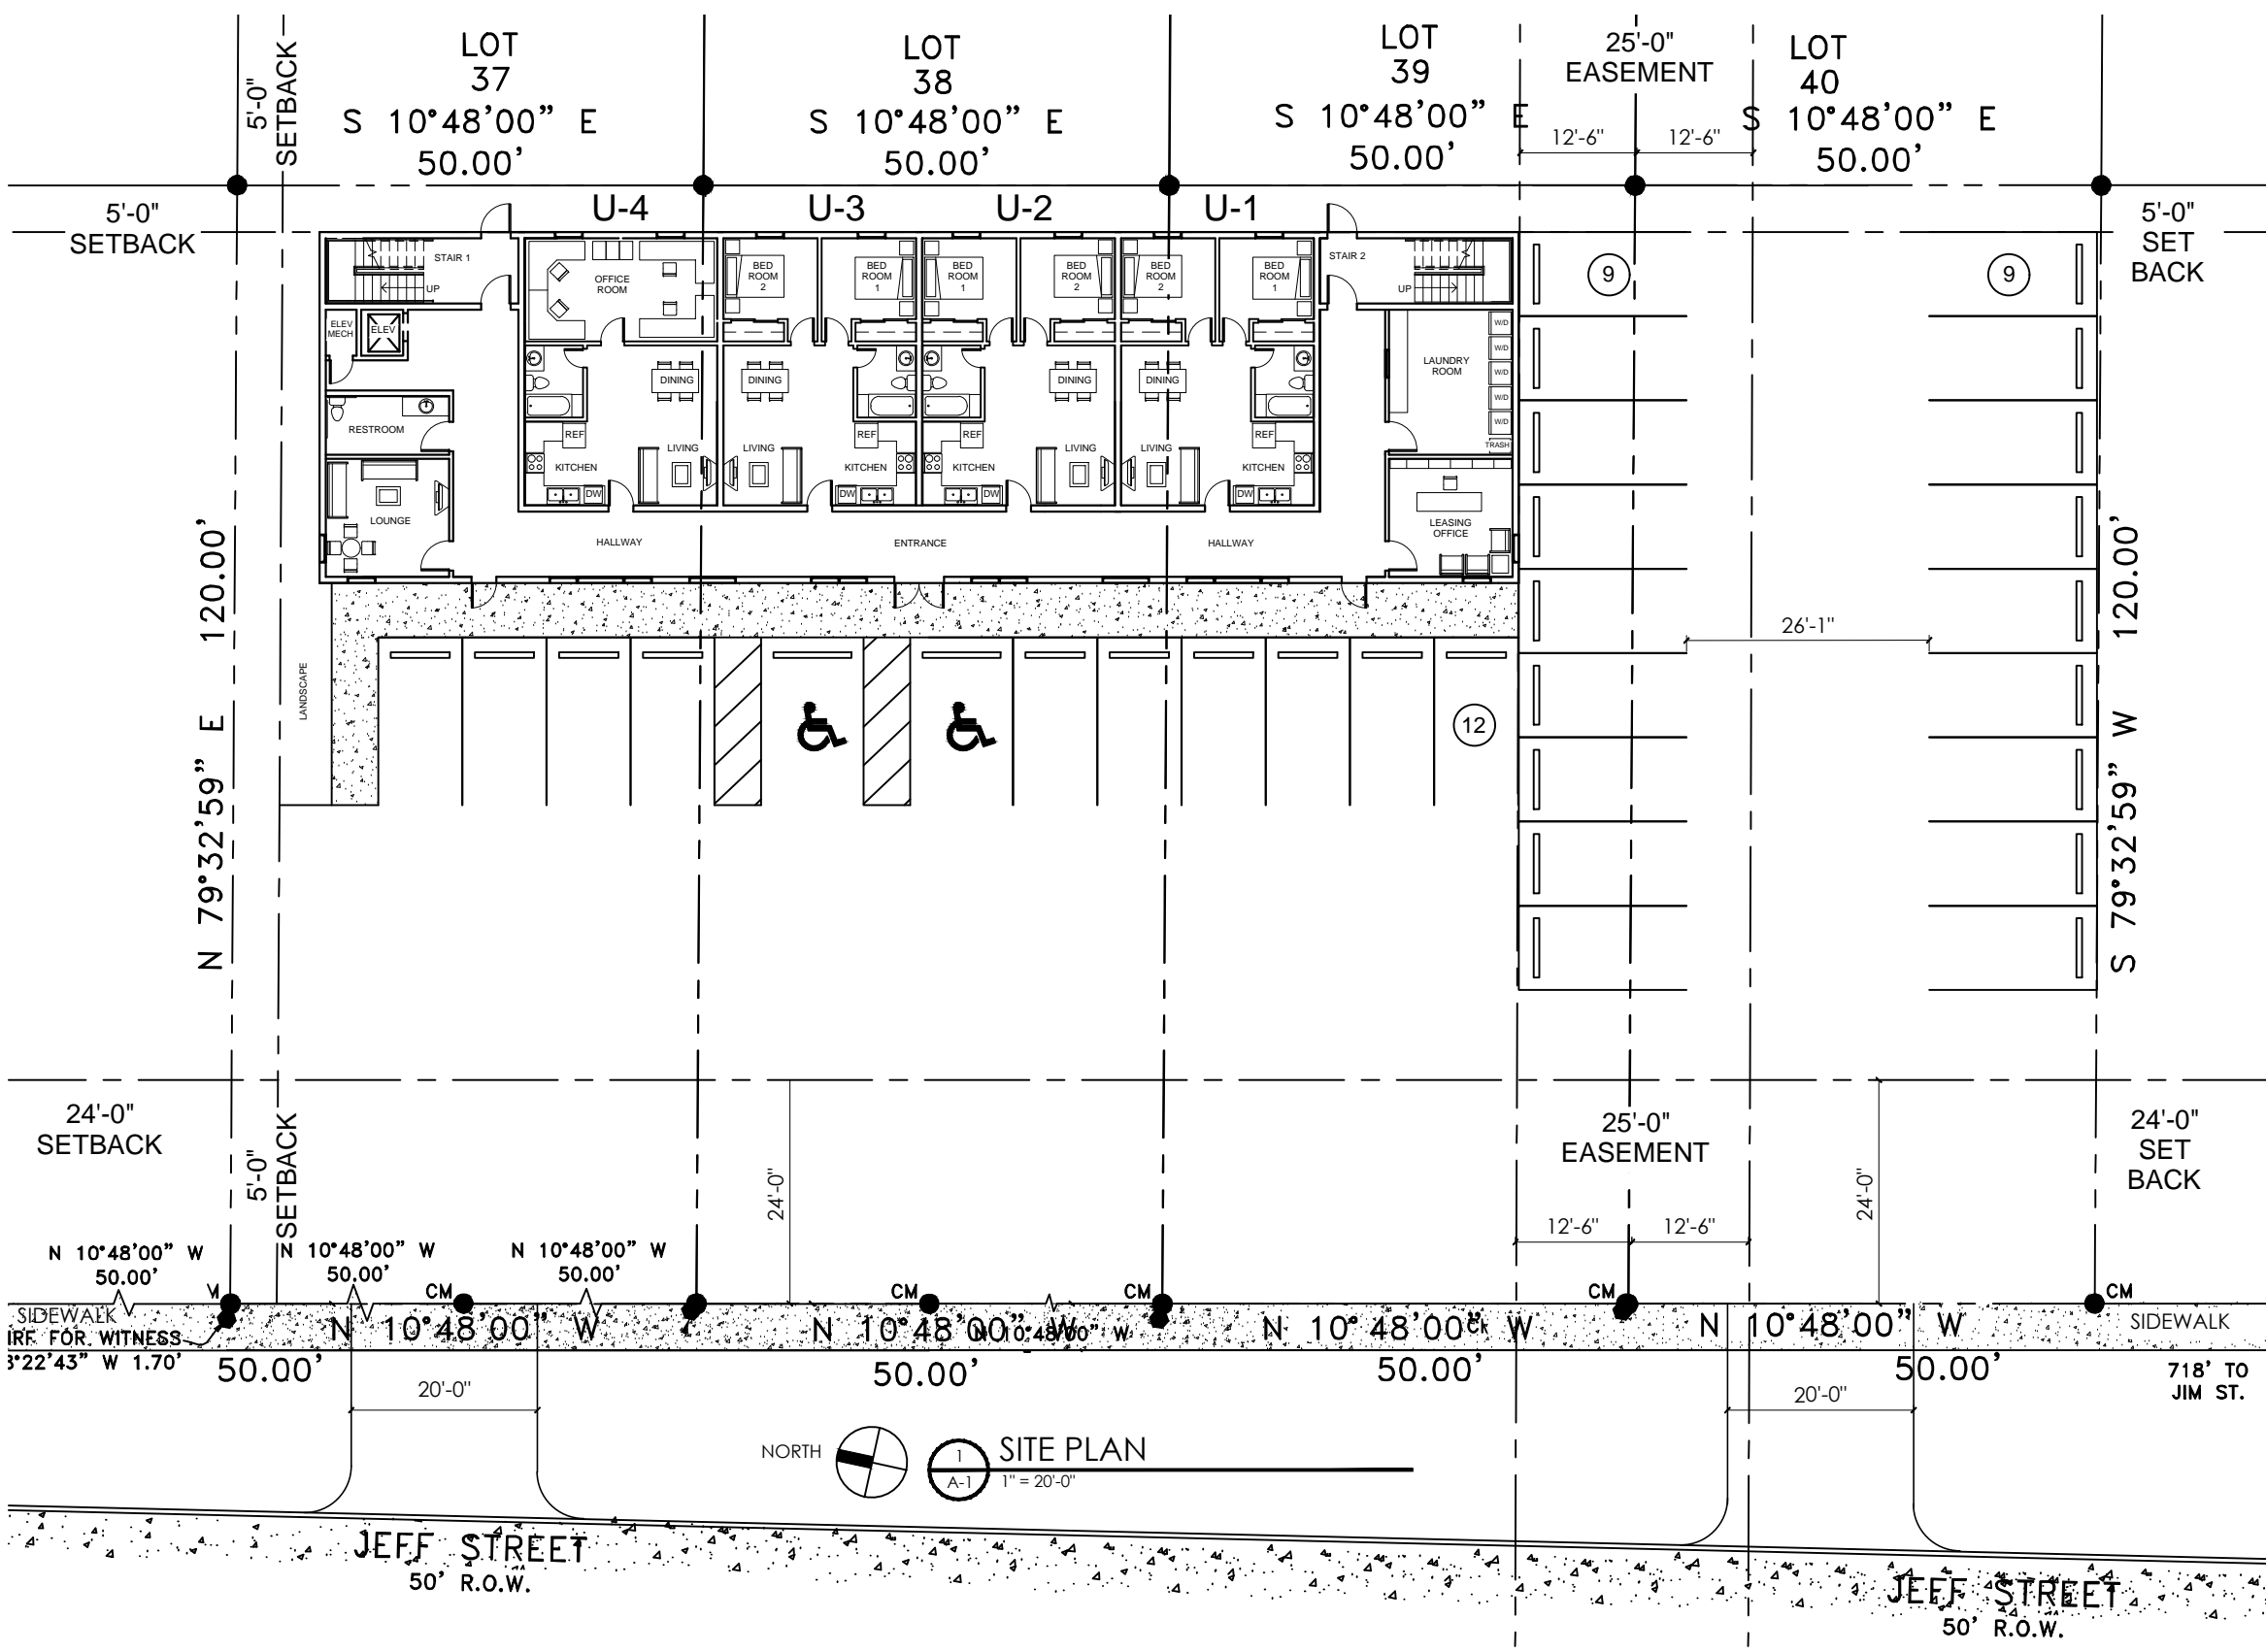 5'-0"
SETBACK
LOT
37
S 10°48'00" E
50.00'
LOT
38
S 10°48'00" E
50.00'
LOT
39
S 10°48'00" E
50.00'
25'-0"
EASEMENT
12'-6"
12'-6"
LOT
40
S 10°48'00" E
50.00'
5'-0"
SETBACK
U-4
U-3
U-2
U-1
5'-0"
SET
BACK
STAIR 1
UP
OFFICE
ROOM
BED
ROOM
2
BED
ROOM
1
BED
ROOM
1
BED
ROOM
2
BED
ROOM
2
BED
ROOM
1
STAIR 2
UP
9
9
ELEV
MECH
ELEV
W/D
W/D
W/D
W/D
W/D
TRASH
LAUNDRY
ROOM
DINING
DINING
DINING
DINING
RESTROOM
REF
REF
REF
REF
LIVING
LIVING
LIVING
LIVING
KITCHEN
KITCHEN
KITCHEN
KITCHEN
DW
DW
DW
DW
LOUNGE
LEASING
OFFICE
HALLWAY
ENTRANCE
HALLWAY
N 79°32'59" E 120.00'
LANDSCAPE
12
26'-1"
S 79°32'59" W 120.00'
24'-0"
SETBACK
5'-0"
SETBACK
24'-0"
25'-0"
EASEMENT
24'-0"
24'-0"
SET
BACK
12'-6"
12'-6"
N 10°48'00" W
50.00'
N 10°48'00" W
50.00'
N 10°48'00" W
50.00'
CM
CM
CM
CM
CM
SIDEWALK
IRF FOR WITNESS
3°22'43" W 1.70'
N 10°48'00" W
50.00'
N 10°48'00" W
N 10°48'00" W
50.00'
N 10°48'00" W
50.00'
N 10°48'00" W
50.00'
SIDEWALK
718' TO
JIM ST.
20'-0"
20'-0"
NORTH
1
A-1
SITE PLAN
1" = 20'-0"
JEFF STREET
50' R.O.W.
JEFF STREET
50' R.O.W.